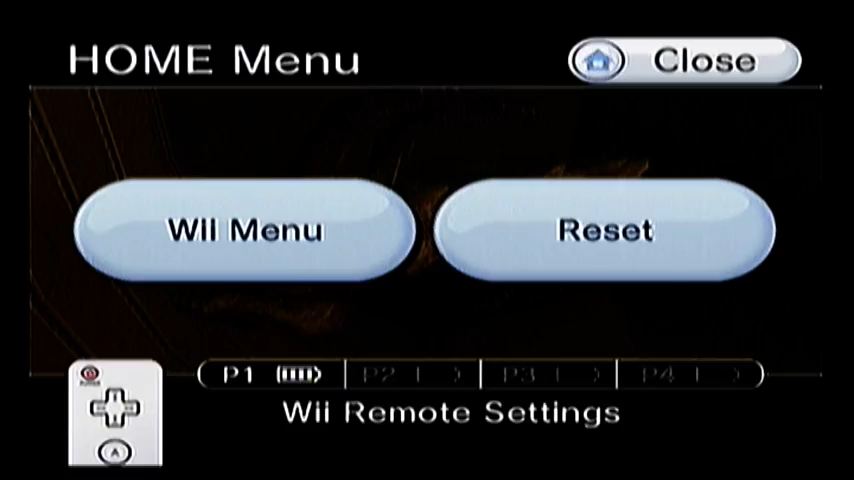 HOME Menu
Close
Wii Menu
Reset
P1 P2 P3 P4
Wii Remote Settings
A